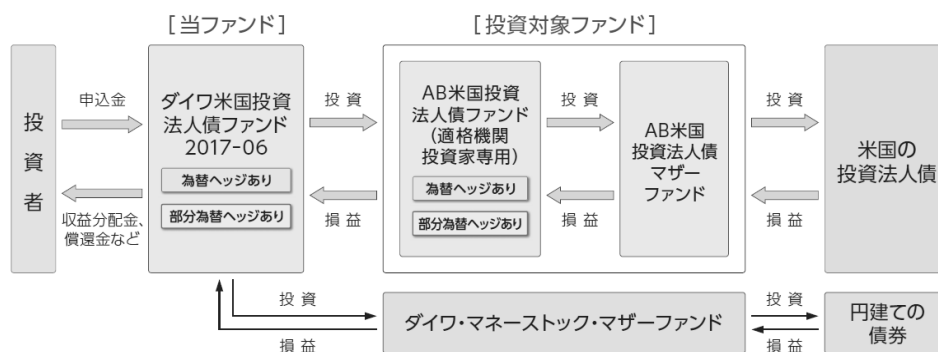 ［当ファンド］
［投資対象ファンド］
投資者
申込金
収益分配金、
償還金など
ダイワ米国投資
法人債ファンド
2017-06
為替ヘッジあり
部分為替ヘッジあり
投 資
損 益
AB米国投資
法人債ファンド
(適格機関
投資家専用)
為替ヘッジあり
部分為替ヘッジあり
投 資
損 益
AB米国
投資法人債
マザー
ファンド
投 資
損 益
米国の
投資法人債
投 資
損 益
ダイワ・マネーストック・マザーファンド
投 資
損 益
円建ての
債券